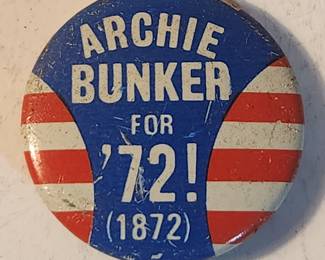 ARCHIE
BUNKER
FOR
'72!
(1872)